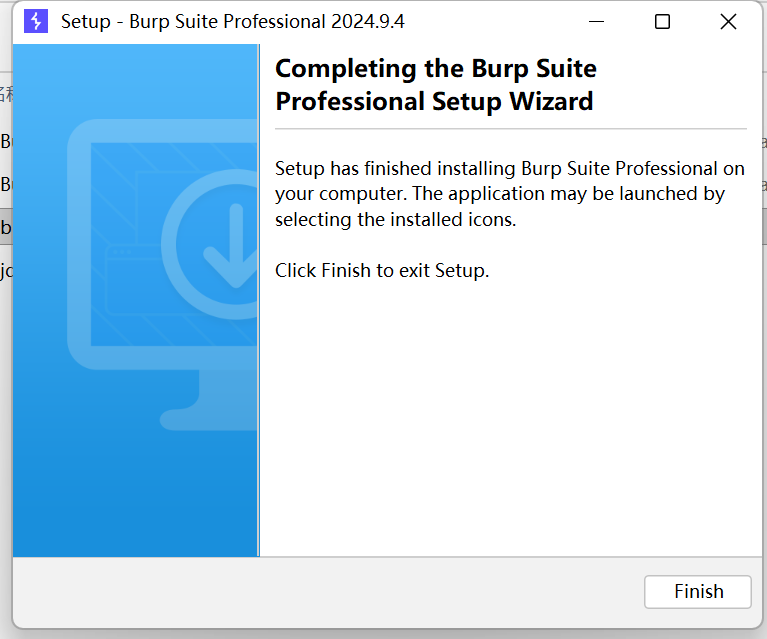 Setup - Burp Suite Professional 2024.9.4
Completing the Burp Suite
Professional Setup Wizard
Setup has finished installing Burp Suite Professional on
your computer. The application may be launched by
selecting the installed icons.
Click Finish to exit Setup.
Finish